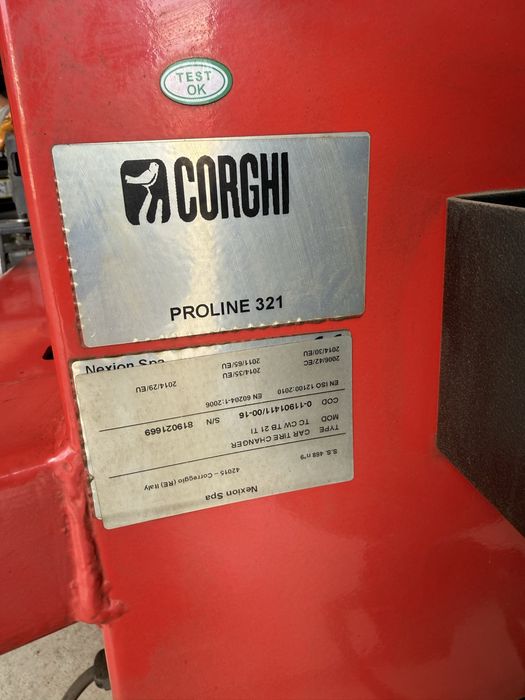 TEST
OK
CORGHI
PROLINE 321
Nexion Spa
Nexion Spa
42015 – Correggio (RE) Italy
S.S. 468 n°9
TYPE CAR TIRE CHANGER
MOD TC CW TB 21 TI
COD 0-11901411/00-16 S/N 819021669
EN ISO 12100:2010 EN 60204-1-2006
2006/42/EC 2014/35/EU 2014/29/EU
2014/30/EU 2011/65/EU